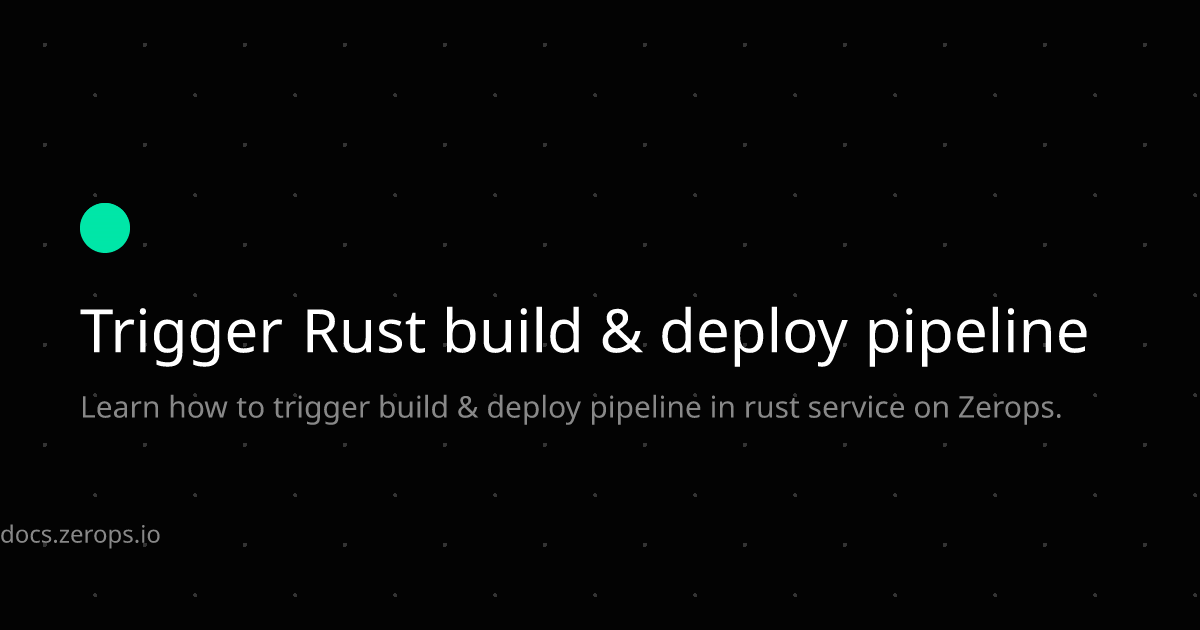 Trigger Rust build & deploy pipeline
Learn how to trigger build & deploy pipeline in rust service on Zerops.
docs.zerops.io